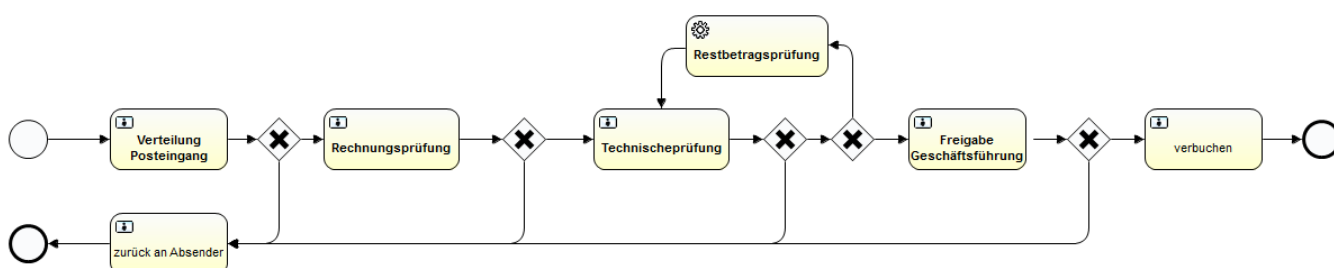 Restbetragsprüfung
Verteilung
Posteingang
Rechnungsprüfung
Technischeprüfung
Freigabe
Geschäftsführung
verbuchen
zurück an Absender